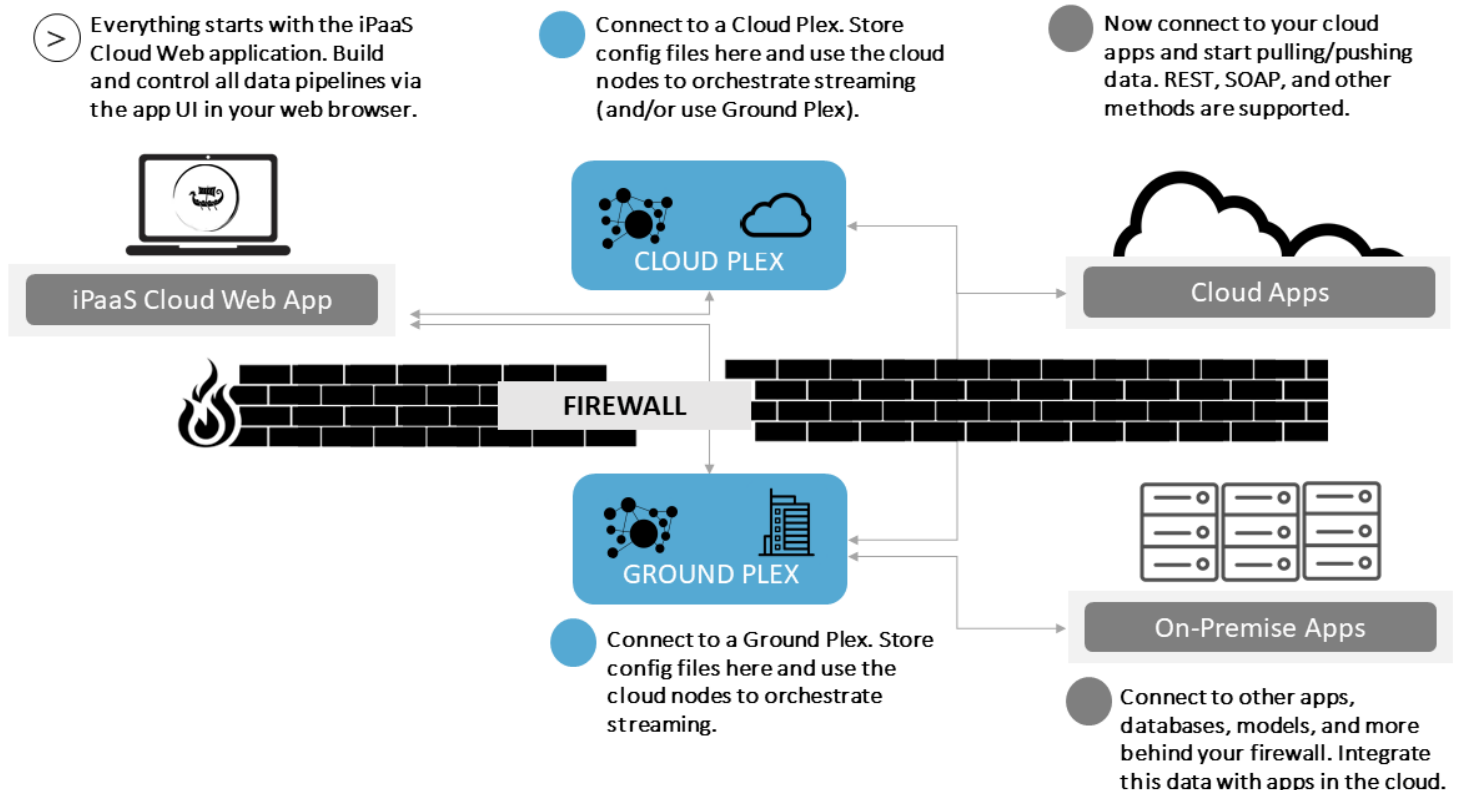 >
Everything starts with the iPaaS
Cloud Web application. Build
and control all data pipelines via
the app UI in your web browser.
Connect to a Cloud Plex. Store
config files here and use the cloud
nodes to orchestrate streaming
(and/or use Ground Plex).
Now connect to your cloud
apps and start pulling/pushing
data. REST, SOAP, and other
methods are supported.
CLOUD PLEX
iPaaS Cloud Web App
Cloud Apps
FIREWALL
GROUND PLEX
On-Premise Apps
Connect to a Ground Plex. Store
config files here and use the
cloud nodes to orchestrate
streaming.
Connect to other apps,
databases, models, and more
behind your firewall. Integrate
this data with apps in the cloud.